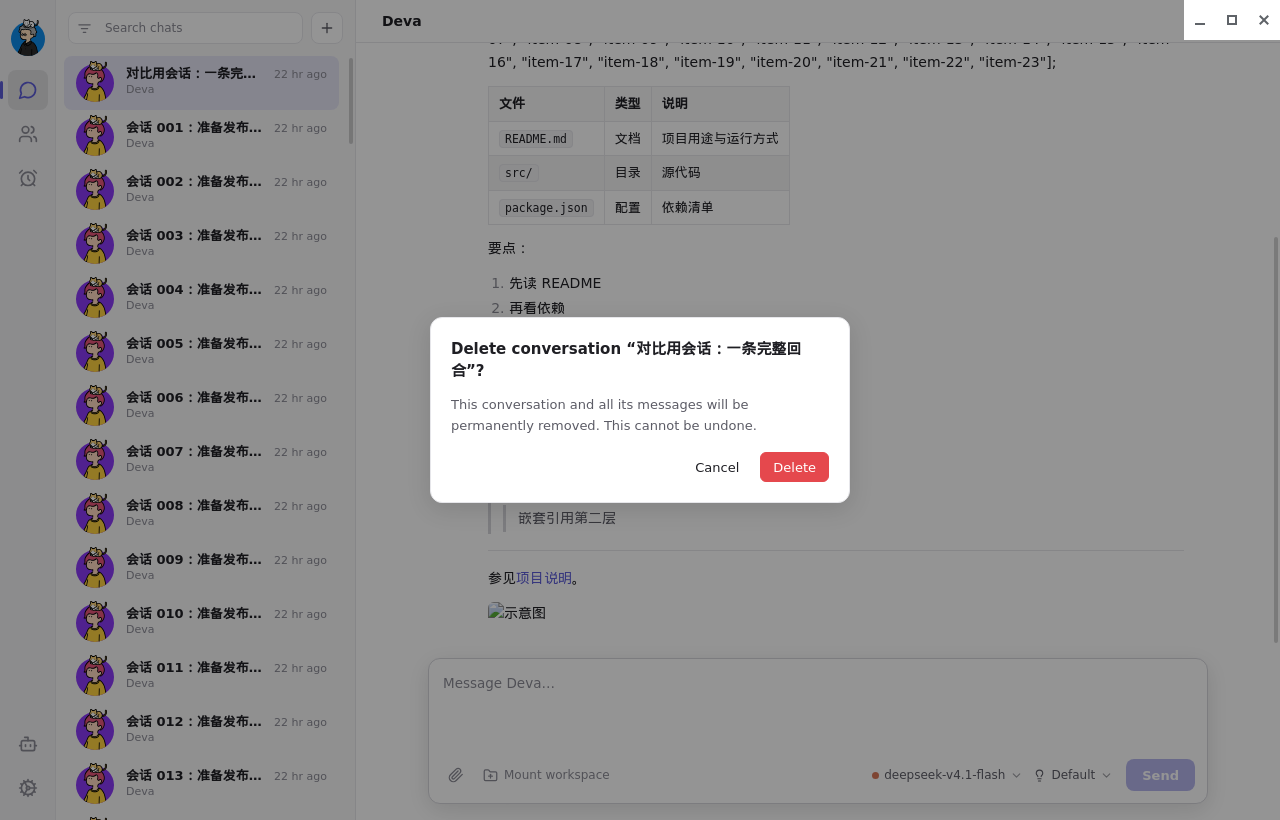 Search chats
对比用会话：一条完...
22 hr ago
Deva
会话 001：准备发布...
22 hr ago
Deva
会话 002：准备发布...
22 hr ago
Deva
会话 003：准备发布...
22 hr ago
Deva
会话 004：准备发布...
22 hr ago
Deva
会话 005：准备发布...
22 hr ago
Deva
会话 006：准备发布...
22 hr ago
Deva
会话 007：准备发布...
22 hr ago
Deva
会话 008：准备发布...
22 hr ago
Deva
会话 009：准备发布...
22 hr ago
Deva
会话 010：准备发布...
22 hr ago
Deva
会话 011：准备发布...
22 hr ago
Deva
会话 012：准备发布...
22 hr ago
Deva
会话 013：准备发布...
22 hr ago
Deva
Deva
16", "item-17", "item-18", "item-19", "item-20", "item-21", "item-22", "item-23"];
文件 类型 说明
README.md 文档 项目用途与运行方式
src/ 目录 源代码
package.json 配置 依赖清单
要点：
1. 先读 README
2. 再看依赖
Delete conversation “对比用会话：一条完整回
合”?
This conversation and all its messages will be
permanently removed. This cannot be undone.
Cancel
Delete
嵌套引用第二层
参见项目说明。
示意图
Message Deva...
Mount workspace
deepseek-v4.1-flash
Default
Send